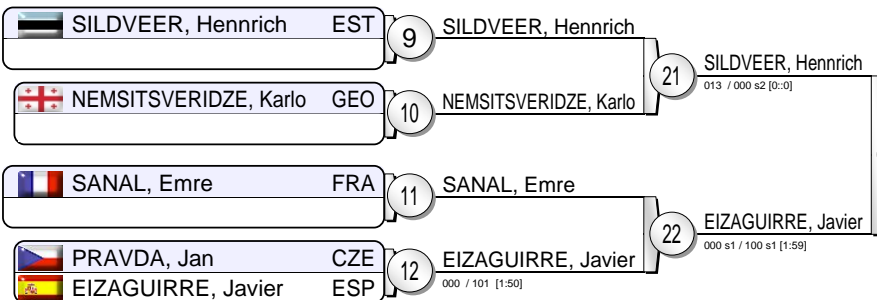 SILDVEER, Hennrich EST
9
SILDVEER, Hennrich
21
SILDVEER, Hennrich
013 / 000 s2 [0::0]
NEMSITSVERIDZE, Karlo GEO
10
NEMSITSVERIDZE, Karlo
SANAL, Emre FRA
11
SANAL, Emre
22
EIZAGUIRRE, Javier
000 s1 / 100 s1 [1:59]
PRAVDA, Jan CZE
EIZAGUIRRE, Javier ESP
12
EIZAGUIRRE, Javier
000 / 101 [1:50]